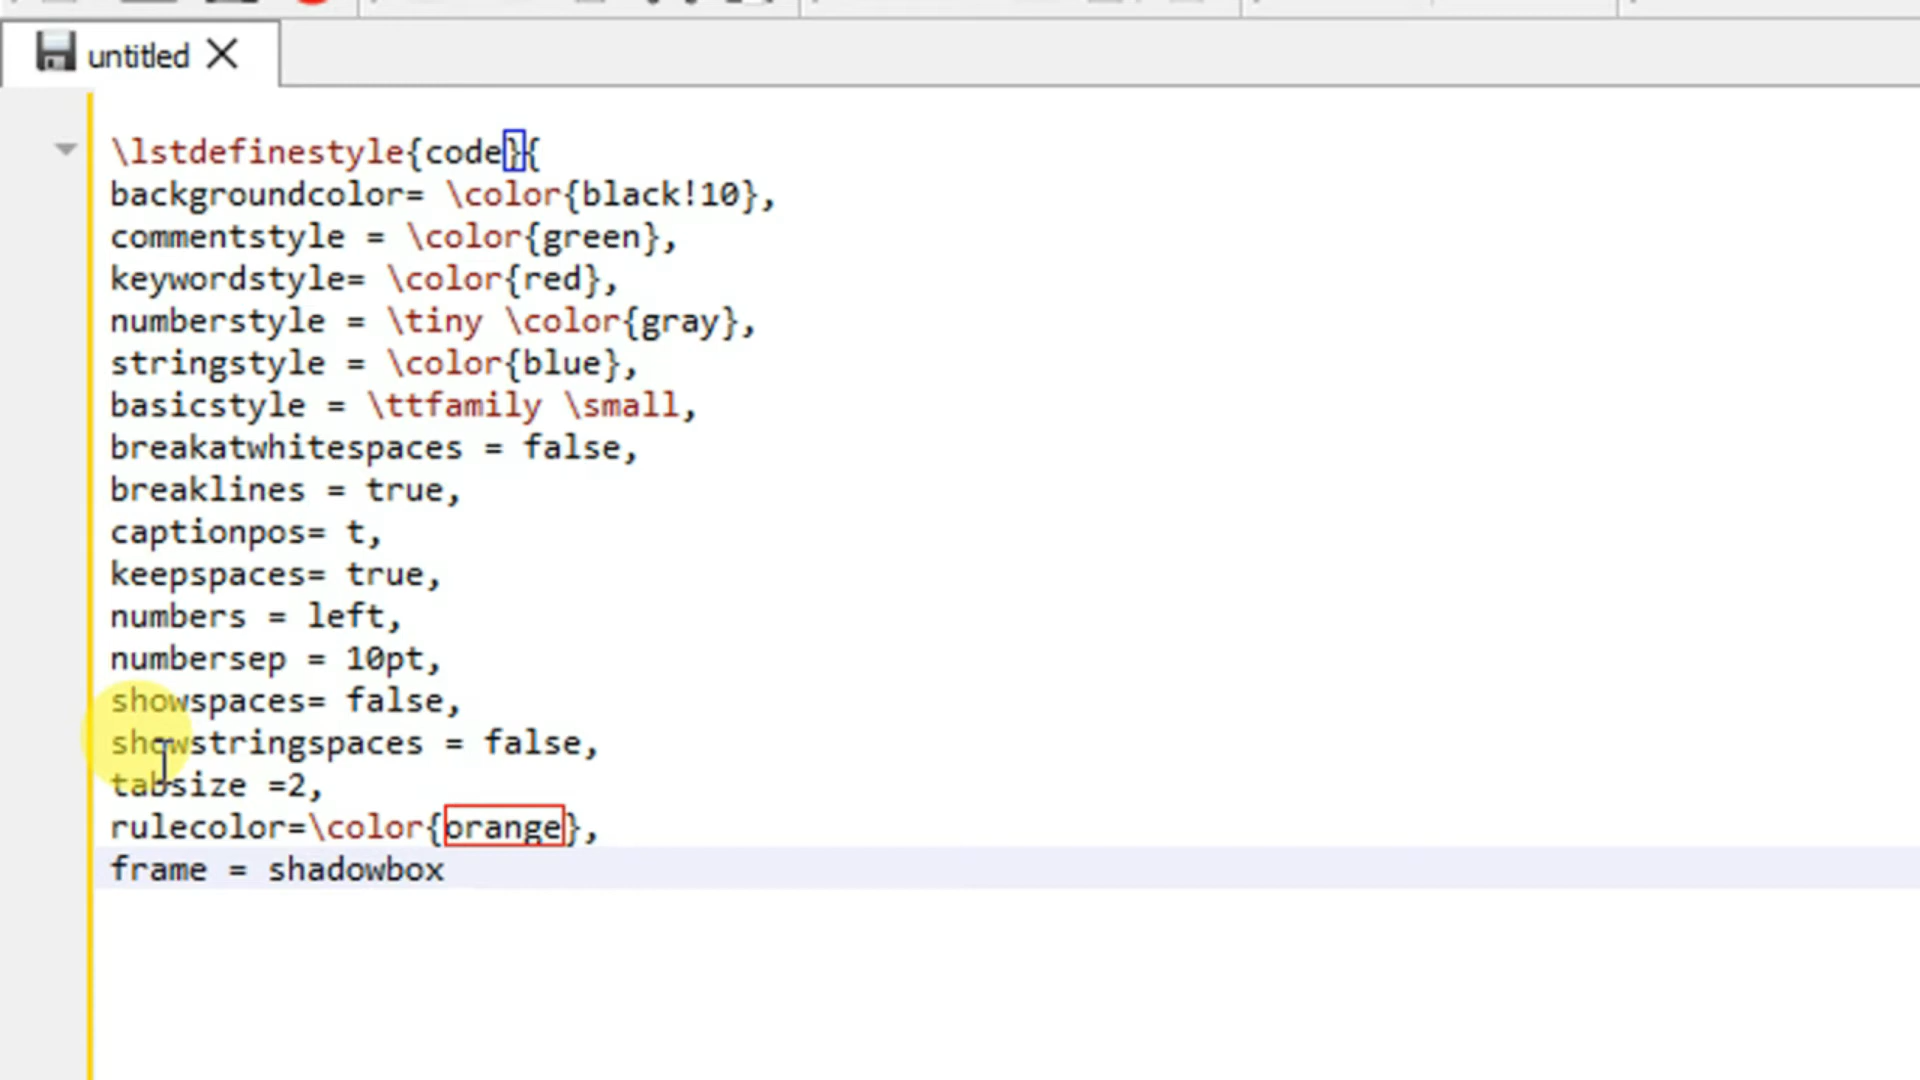 untitled
\lstdefinestyle{code}{
backgroundcolor= \color{black!10},
commentstyle = \color{green},
keywordstyle= \color{red},
numberstyle = \tiny \color{gray},
stringstyle = \color{blue},
basicstyle = \ttfamily \small,
breakatwhitespaces = false,
breaklines = true,
captionpos= t,
keepspaces= true,
numbers = left,
numbersep = 10pt,
showspaces= false,
showstringspaces = false,
tabsize =2,
rulecolor=\color{orange},
frame = shadowbox